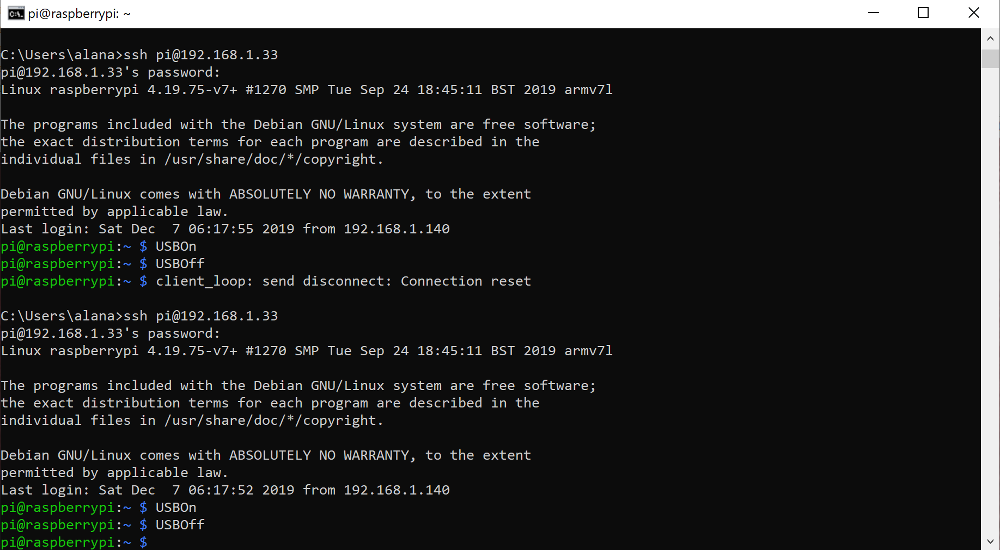 pi@raspberrypi: ~
C:\Users\alana>ssh pi@192.168.1.33
pi@192.168.1.33's password:
Linux raspberrypi 4.19.75-v7+ #1270 SMP Tue Sep 24 18:45:11 BST 2019 armv7l
The programs included with the Debian GNU/Linux system are free software;
the exact distribution terms for each program are described in the
individual files in /usr/share/doc/*/copyright.
Debian GNU/Linux comes with ABSOLUTELY NO WARRANTY, to the extent
permitted by applicable law.
Last login: Sat Dec  7 06:17:55 2019 from 192.168.1.140
pi@raspberrypi:~ $ USBOn
pi@raspberrypi:~ $ USBOff
pi@raspberrypi:~ $ client_loop: send disconnect: Connection reset
C:\Users\alana>ssh pi@192.168.1.33
pi@192.168.1.33's password:
Linux raspberrypi 4.19.75-v7+ #1270 SMP Tue Sep 24 18:45:11 BST 2019 armv7l
The programs included with the Debian GNU/Linux system are free software;
the exact distribution terms for each program are described in the
individual files in /usr/share/doc/*/copyright.
Debian GNU/Linux comes with ABSOLUTELY NO WARRANTY, to the extent
permitted by applicable law.
Last login: Sat Dec  7 06:17:52 2019 from 192.168.1.140
pi@raspberrypi:~ $ USBOn
pi@raspberrypi:~ $ USBOff
pi@raspberrypi:~ $